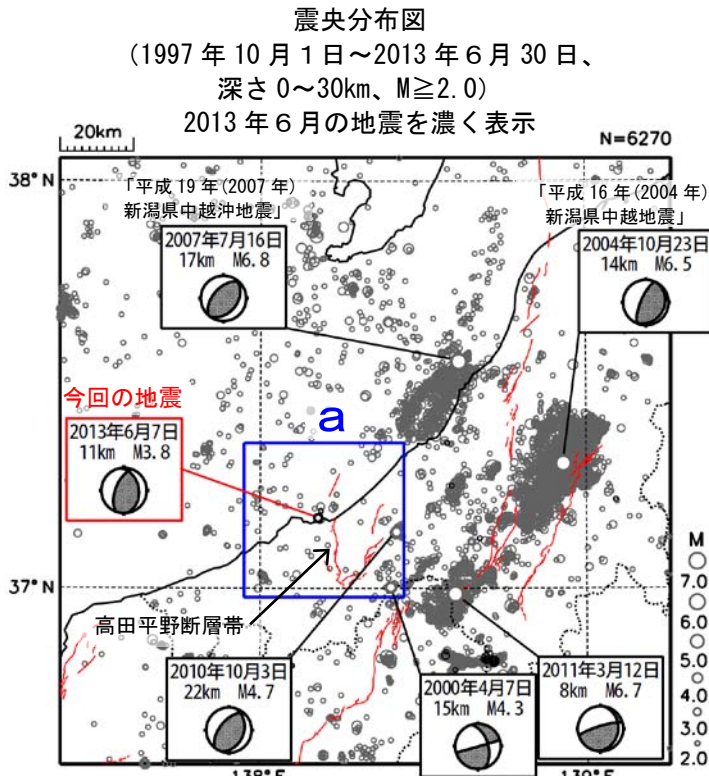 震央分布図
(1997年10月1日～2013年6月30日、
深さ0～30km、M≧2.0)
2013年6月の地震を濃く表示
20km
N=6270
38°N
「平成19年(2007年)
新潟県中越沖地震」
2007年7月16日
17km M6.8
「平成16年(2004年)
新潟県中越地震」
2004年10月23日
14km M6.5
今回の地震
2013年6月7日
11km M3.8
a
37°N
高田平野断層帯
2010年10月3日
22km M4.7
2000年4月7日
15km M4.3
2011年3月12日
8km M6.7
M
7.0
6.0
5.0
4.0
3.0
2.0
138°E
139°E